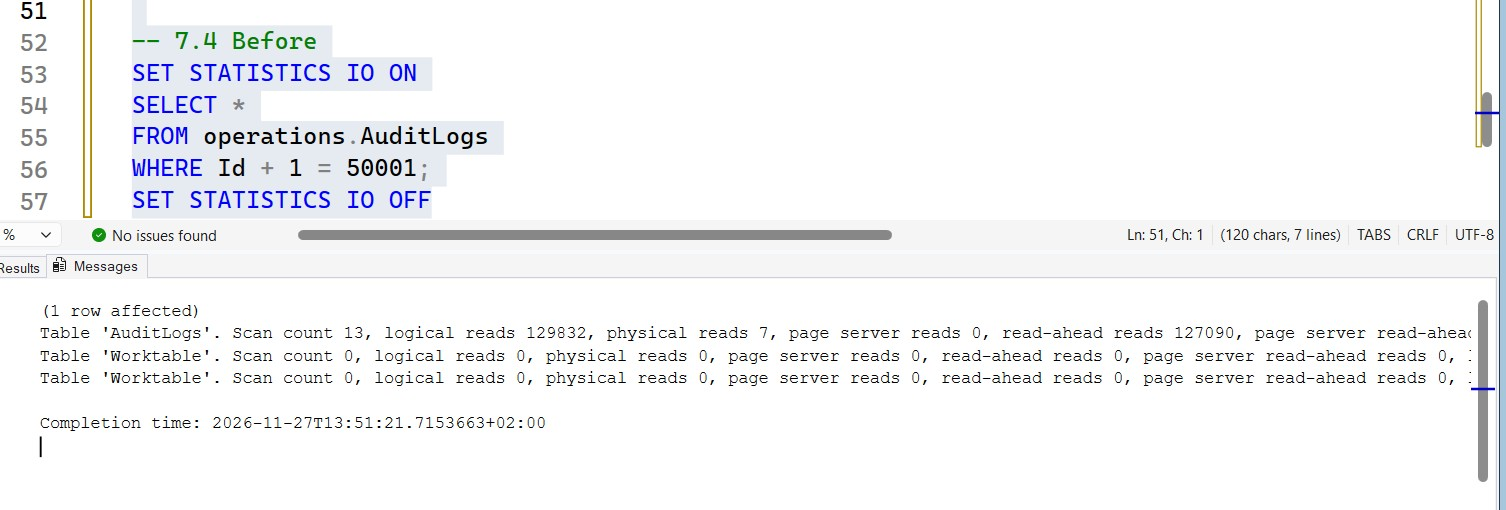 51
52 -- 7.4 Before
53 SET STATISTICS IO ON
54 SELECT *
55 FROM operations.AuditLogs
56 WHERE Id + 1 = 50001;
57 SET STATISTICS IO OFF
% No issues found Ln: 51, Ch: 1 (120 chars, 7 lines) TABS CRLF UTF-8
Results Messages
(1 row affected)
Table 'AuditLogs'. Scan count 13, logical reads 129832, physical reads 7, page server reads 0, read-ahead reads 127090, page server read-ahead
Table 'Worktable'. Scan count 0, logical reads 0, physical reads 0, page server reads 0, read-ahead reads 0, page server read-ahead reads 0,
Table 'Worktable'. Scan count 0, logical reads 0, physical reads 0, page server reads 0, read-ahead reads 0, page server read-ahead reads 0,
Completion time: 2026-11-27T13:51:21.7153663+02:00